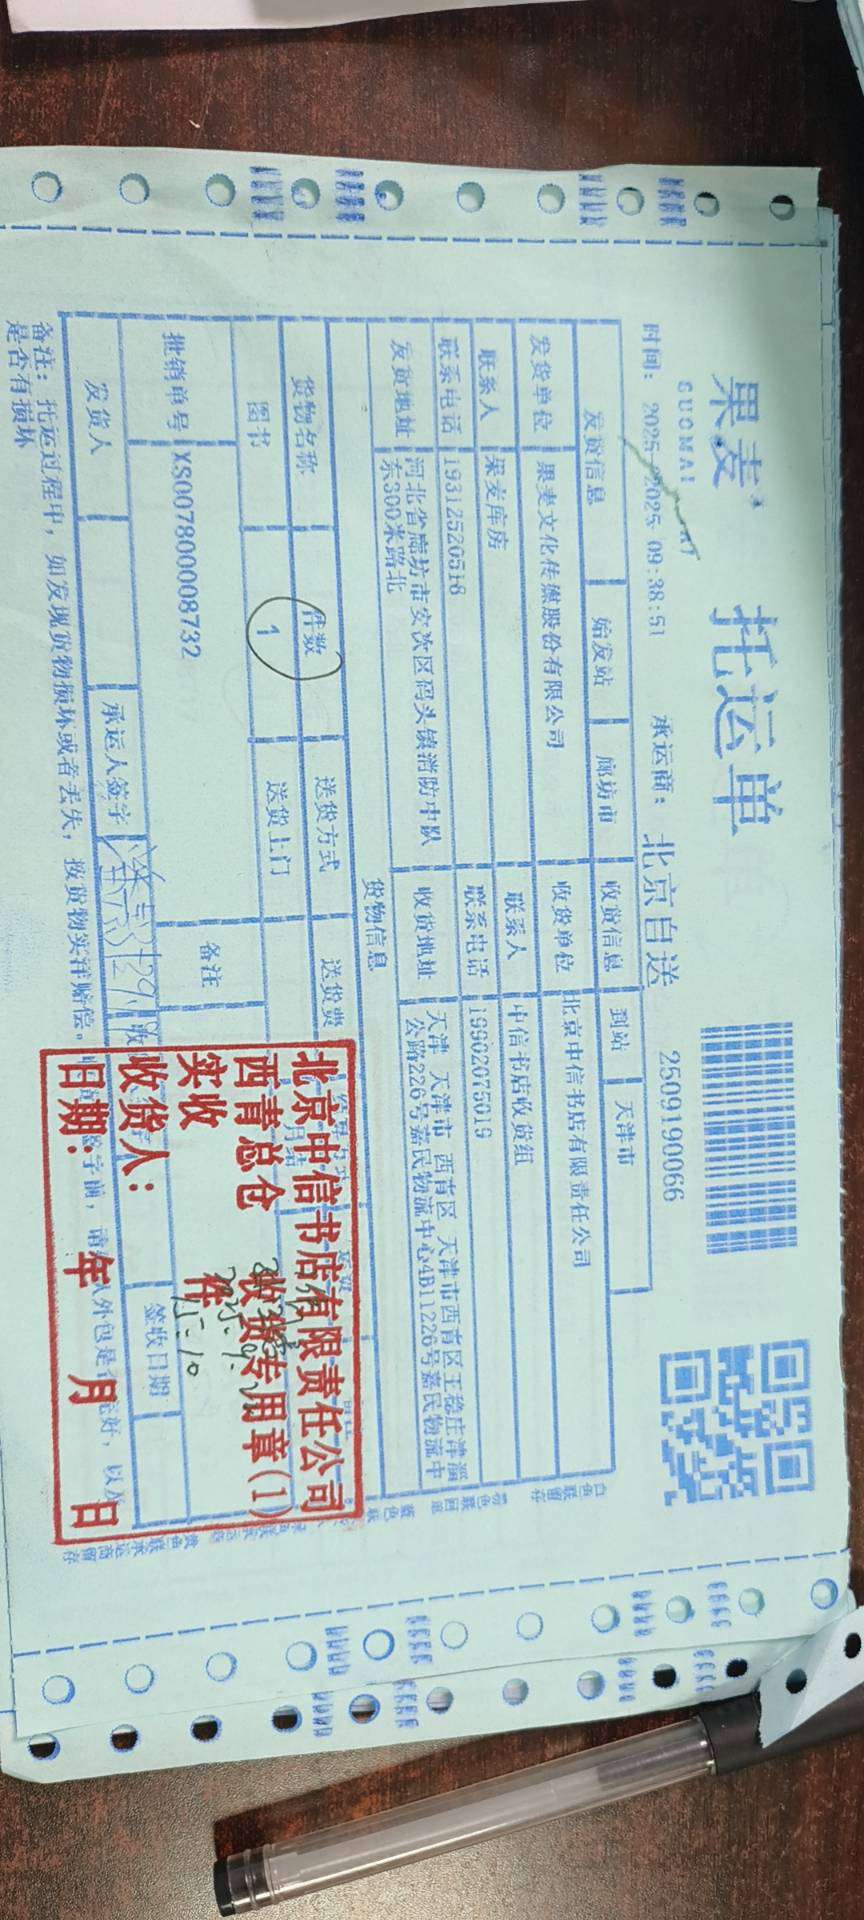 果麦
GUOMAI
托运单
2509190066
时间: 2025 09:38:51
承运商: 北京自送
发货信息 始发站 廊坊市 收货信息 到站 天津市
发货单位 果麦文化传媒股份有限公司 收货单位 北京中信书店有限责任公司
联系人 果麦库房 联系人 中信书店收货组
联系电话 19312520516 联系电话 19902075019
发货地址 河北省廊坊市安次区码头镇消防中队
东300米路北
收货地址 天津 天津市 西青区 天津市西青区王稳庄津淄
公路226号嘉民物流中心4B11226号嘉民物流中
货物信息
货物名称 件数 送货方式 送货费
图书 1 送货上门
批销单号 XS007800008732 备注
发货人 承运人签字 签收日期
备注: 托运过程中, 如发现货物损坏或者丢失, 按货物实洋赔偿。
是否有损坏
北京中信书店有限责任公司
西青总仓 收货专用章(1)
实收 件
收货人:
日期: 年 月 日
15:10
白色联留存